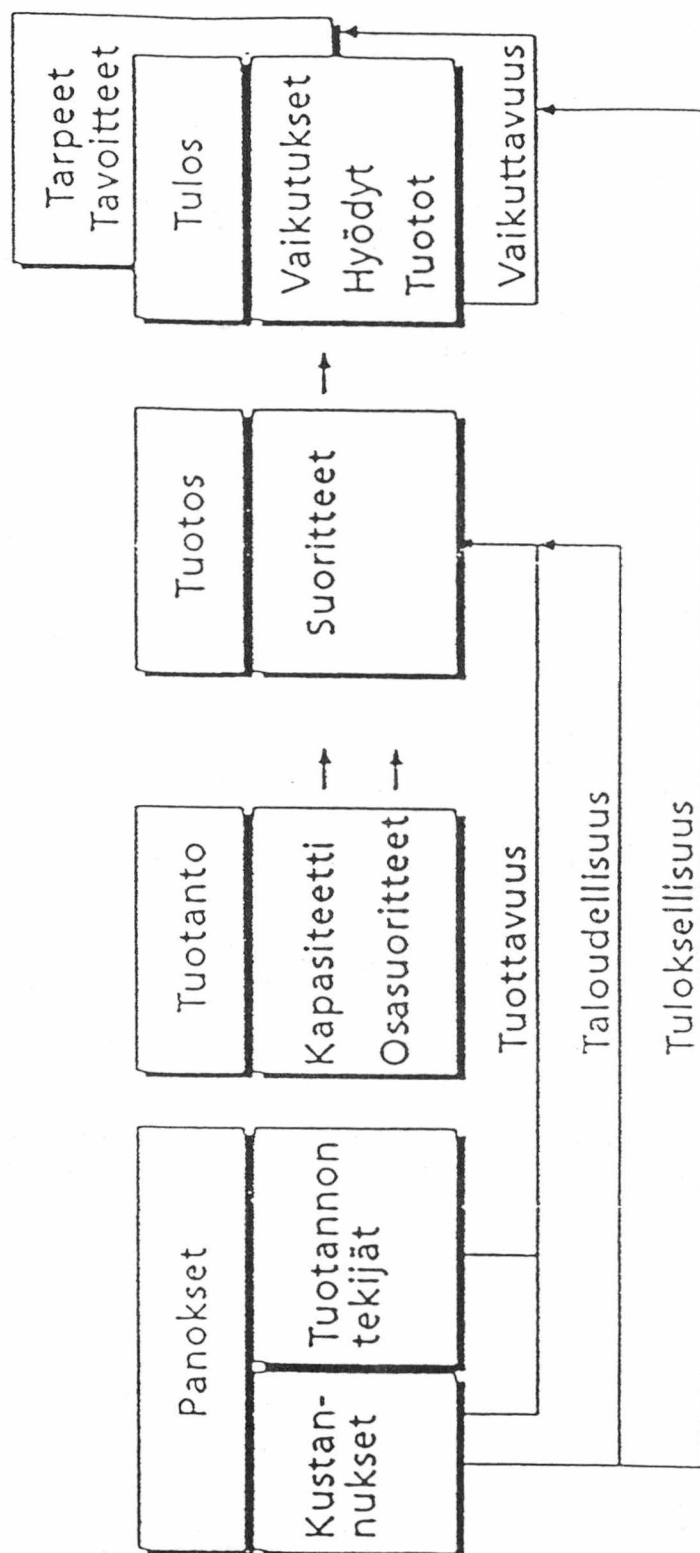 Tarpeet
Tavoitteet
Panokset
Tuotanto
Tuotos
Tulos
Kustan-
nukset
Tuotannon
tekijät
Kapasiteetti
Osasuoritteet
Suoritteet
Vaikutukset
Hyödyt
Tuotot
Tuottavuus
Vaikuttavuus
Taloudellisuus
Tuloksellisuus